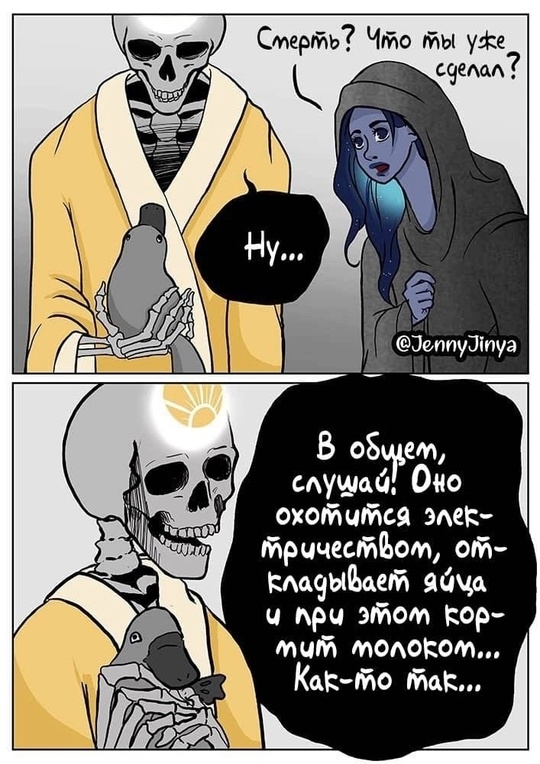 Смерть? Что ты уже
сделал?
Ну...
@JennyJinya
В общем,
слушай! Оно
охотится элек-
тричеством, от-
кладывает яйца
и при этом кор-
мит молоком...
Как-то так...